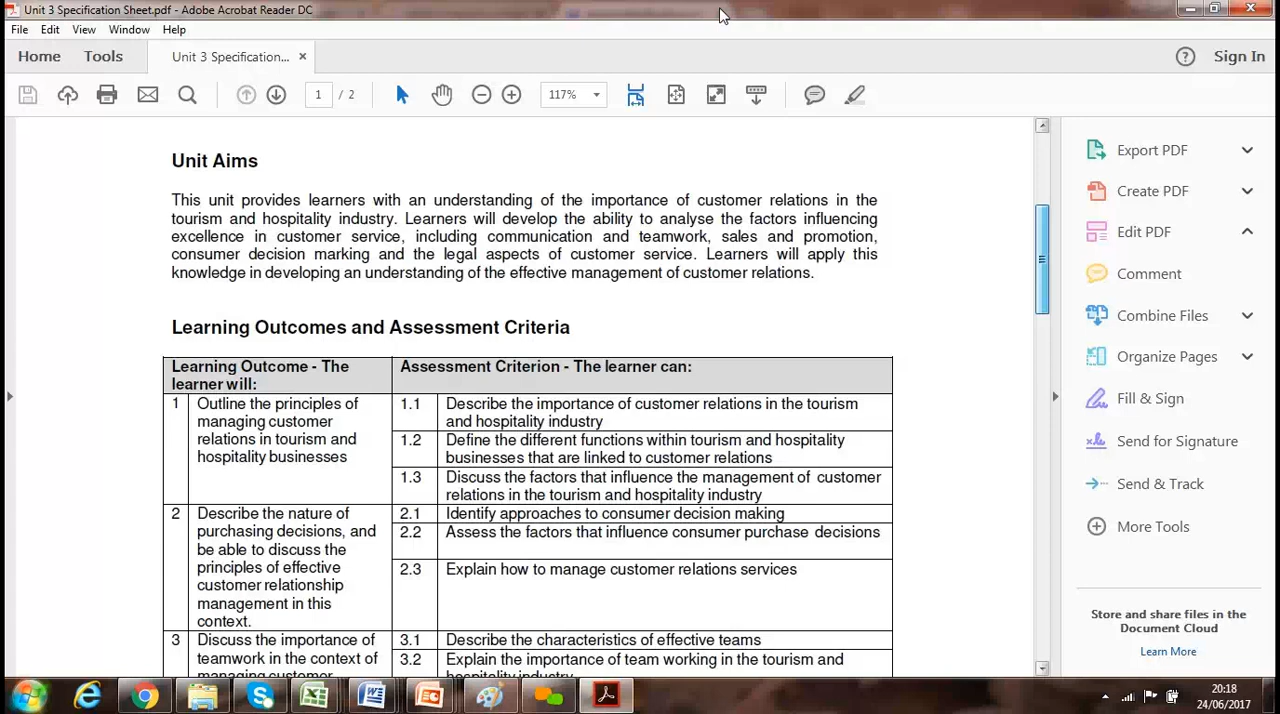 Unit 3 Specification Sheet.pdf - Adobe Acrobat Reader DC
File Edit View Window Help
Home Tools Unit 3 Specification... × Sign In
1 / 2 117%
Unit Aims
This unit provides learners with an understanding of the importance of customer relations in the
tourism and hospitality industry. Learners will develop the ability to analyse the factors influencing
excellence in customer service, including communication and teamwork, sales and promotion,
consumer decision marking and the legal aspects of customer service. Learners will apply this
knowledge in developing an understanding of the effective management of customer relations.
Learning Outcomes and Assessment Criteria
Learning Outcome - The
learner will:
Assessment Criterion - The learner can:
1 Outline the principles of
managing customer
relations in tourism and
hospitality businesses
1.1 Describe the importance of customer relations in the tourism
and hospitality industry
1.2 Define the different functions within tourism and hospitality
businesses that are linked to customer relations
1.3 Discuss the factors that influence the management of customer
relations in the tourism and hospitality industry
2 Describe the nature of
purchasing decisions, and
be able to discuss the
principles of effective
customer relationship
management in this
context.
2.1 Identify approaches to consumer decision making
2.2 Assess the factors that influence consumer purchase decisions
2.3 Explain how to manage customer relations services
3 Discuss the importance of
teamwork in the context of
managing customer
3.1 Describe the characteristics of effective teams
3.2 Explain the importance of team working in the tourism and
hospitality industry
Export PDF
Create PDF
Edit PDF
Comment
Combine Files
Organize Pages
Fill & Sign
Send for Signature
Send & Track
More Tools
Store and share files in the
Document Cloud
Learn More
20:18
24/06/2017